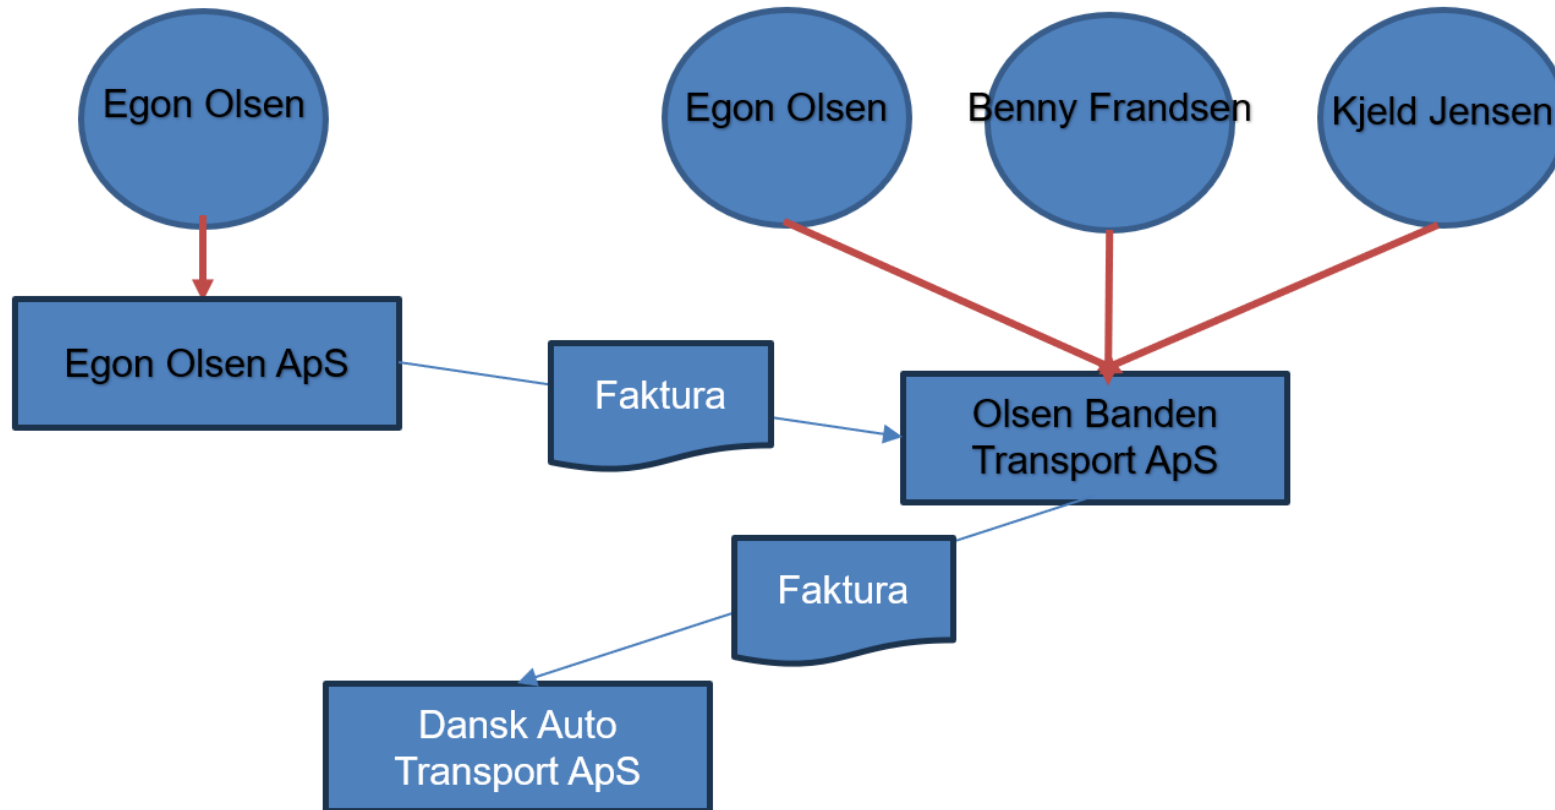 Egon Olsen
Egon Olsen
Benny Frandsen
Kjeld Jensen
Egon Olsen ApS
Faktura
Olsen Banden
Transport ApS
Faktura
Dansk Auto
Transport ApS